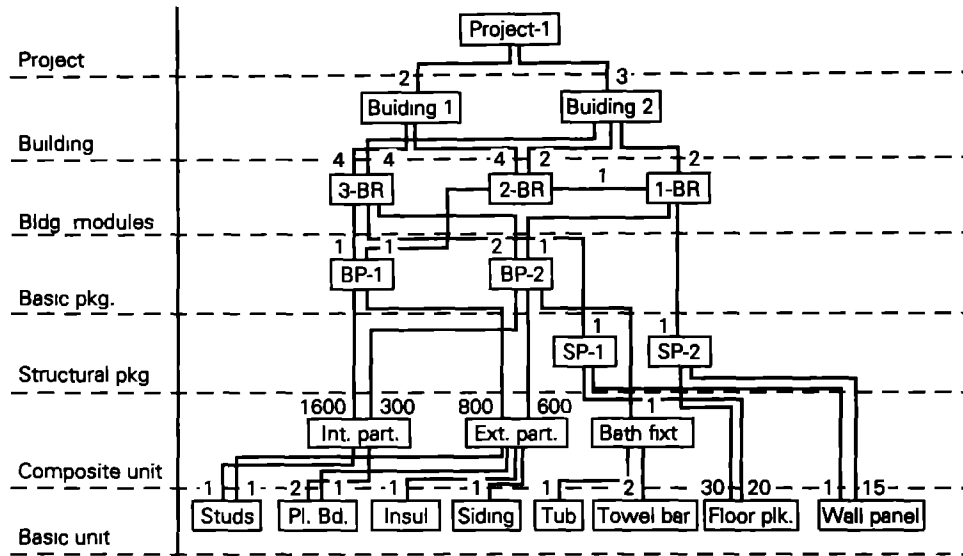 Project-1
Project
2 3
Buiding 1 Buiding 2
Building
4 4 4 2 2
3-BR 2-BR 1 1-BR
Bldg modules
1 1 2 1
BP-1 BP-2
Basic pkg.
1 1
SP-1 SP-2
Structural pkg
1600 300 800 600 1
Int. part. Ext. part. Bath fixt
Composite unit
1 1 2 1 1 1 1 2 30 20 1 15
Studs Pl. Bd. Insul Siding Tub Towel bar Floor plk. Wall panel
Basic unit